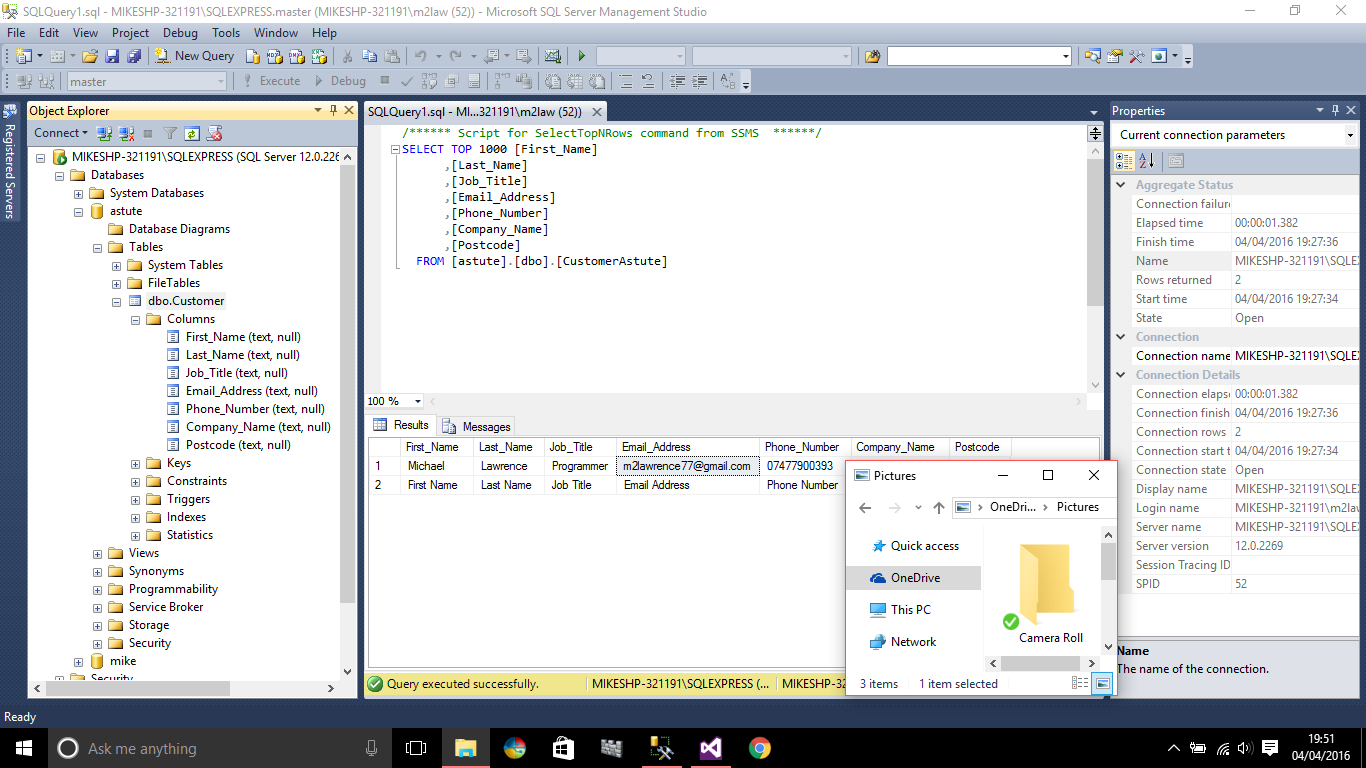 SQLQuery1.sql - MIKESHP-321191\SQLEXPRESS.master (MIKESHP-321191\m2law (52)) - Microsoft SQL Server Management Studio
File Edit View Project Debug Tools Window Help
New Query
master Execute Debug
Registered Servers
Object Explorer
Connect
MIKESHP-321191\SQLEXPRESS (SQL Server 12.0.226
Databases
System Databases
astute
Database Diagrams
Tables
System Tables
FileTables
dbo.Customer
Columns
First_Name (text, null)
Last_Name (text, null)
Job_Title (text, null)
Email_Address (text, null)
Phone_Number (text, null)
Company_Name (text, null)
Postcode (text, null)
Keys
Constraints
Triggers
Indexes
Statistics
Views
Synonyms
Programmability
Service Broker
Storage
Security
mike
Security
SQLQuery1.sql - MI...321191\m2law (52))
/****** Script for SelectTopNRows command from SSMS  ******/
SELECT TOP 1000 [First_Name]
,[Last_Name]
,[Job_Title]
,[Email_Address]
,[Phone_Number]
,[Company_Name]
,[Postcode]
FROM [astute].[dbo].[CustomerAstute]
100 %
Results Messages
First_Name Last_Name Job_Title Email_Address Phone_Number Company_Name Postcode
1 Michael Lawrence Programmer m2lawrence77@gmail.com 07477900393
2 First Name Last Name Job Title Email Address Phone Number
Query executed successfully. MIKESHP-321191\SQLEXPRESS (... MIKESHP-32
Properties
Current connection parameters
Aggregate Status
Connection failur
Elapsed time 00:00:01.382
Finish time 04/04/2016 19:27:36
Name MIKESHP-321191\SQLEX
Rows returned 2
Start time 04/04/2016 19:27:34
State Open
Connection
Connection name MIKESHP-321191\SQLEX
Connection Details
Connection elaps 00:00:01.382
Connection finish 04/04/2016 19:27:36
Connection rows 2
Connection start t 04/04/2016 19:27:34
Connection state Open
Display name MIKESHP-321191\SQLEX
Login name MIKESHP-321191\m2law
Server name MIKESHP-321191\SQLEX
Server version 12.0.2269
Session Tracing ID
SPID 52
Name
The name of the connection.
Pictures
OneDri... Pictures
Quick access
OneDrive
This PC
Network
Camera Roll
3 items 1 item selected
Ready
Ask me anything
19:51
04/04/2016